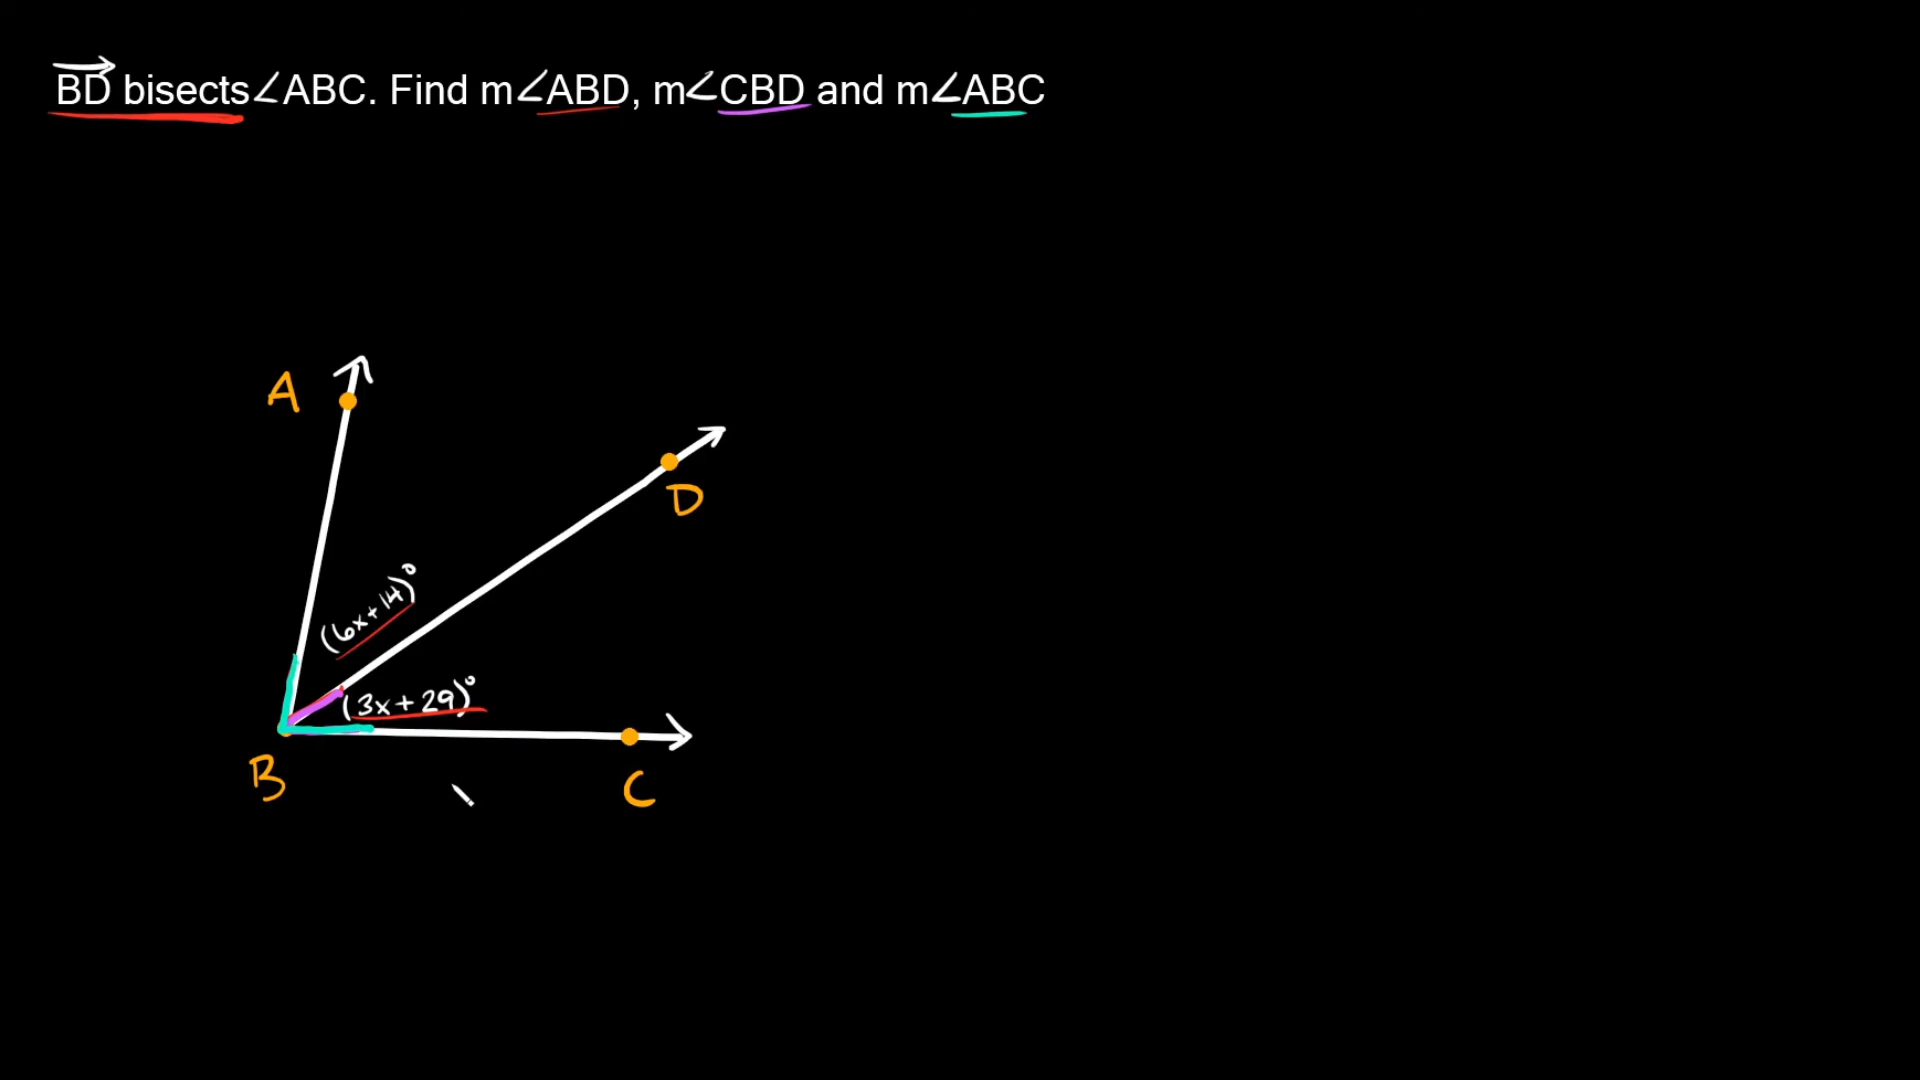 BD bisects∠ABC. Find m∠ABD, m∠CBD and m∠ABC
A
D
(6x+14)°
(3x+29)°
B
C